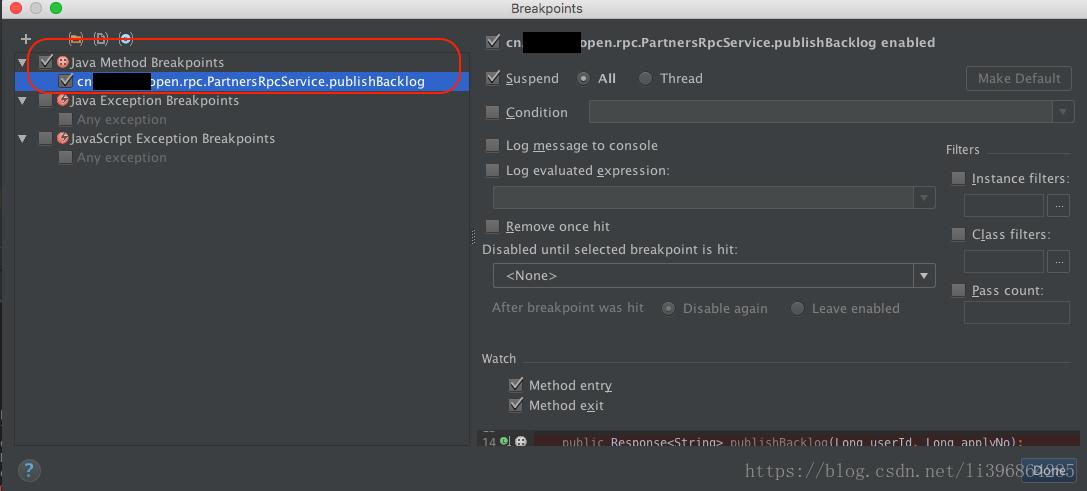 Breakpoints
Java Method Breakpoints
cn open.rpc.PartnersRpcService.publishBacklog
Java Exception Breakpoints
Any exception
JavaScript Exception Breakpoints
Any exception
cn open.rpc.PartnersRpcService.publishBacklog enabled
Suspend All Thread Make Default
Condition
Log message to console
Log evaluated expression:
Remove once hit
Disabled until selected breakpoint is hit:
<None>
After breakpoint was hit Disable again Leave enabled
Filters
Instance filters:
...
Class filters:
...
Pass count:
Watch
Method entry
Method exit
14 public Response<String> publishBacklog(Long userId, Long applyNo);
?
Done
https://blog.csdn.net/li396864285